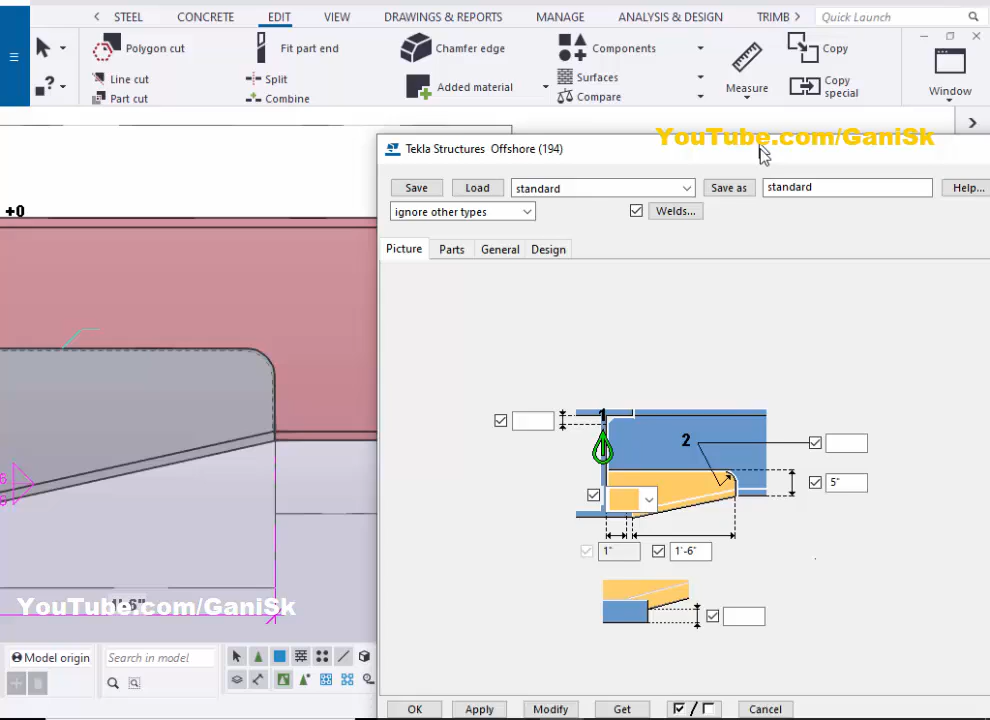 STEEL CONCRETE EDIT VIEW DRAWINGS & REPORTS MANAGE ANALYSIS & DESIGN TRIMB Quick Launch
Polygon cut Fit part end Chamfer edge Components Copy
Line cut Split Added material Surfaces Measure Copy special Window
Part cut Combine Compare
YouTube.com/GaniSk
Tekla Structures Offshore (194)
Save Load standard Save as standard Help...
ignore other types Welds...
+0
Picture Parts General Design
1
2
5"
1" 1'-6"
1'-6"
YouTube.com/GaniSk
Model origin Search in model
OK Apply Modify Get / Cancel